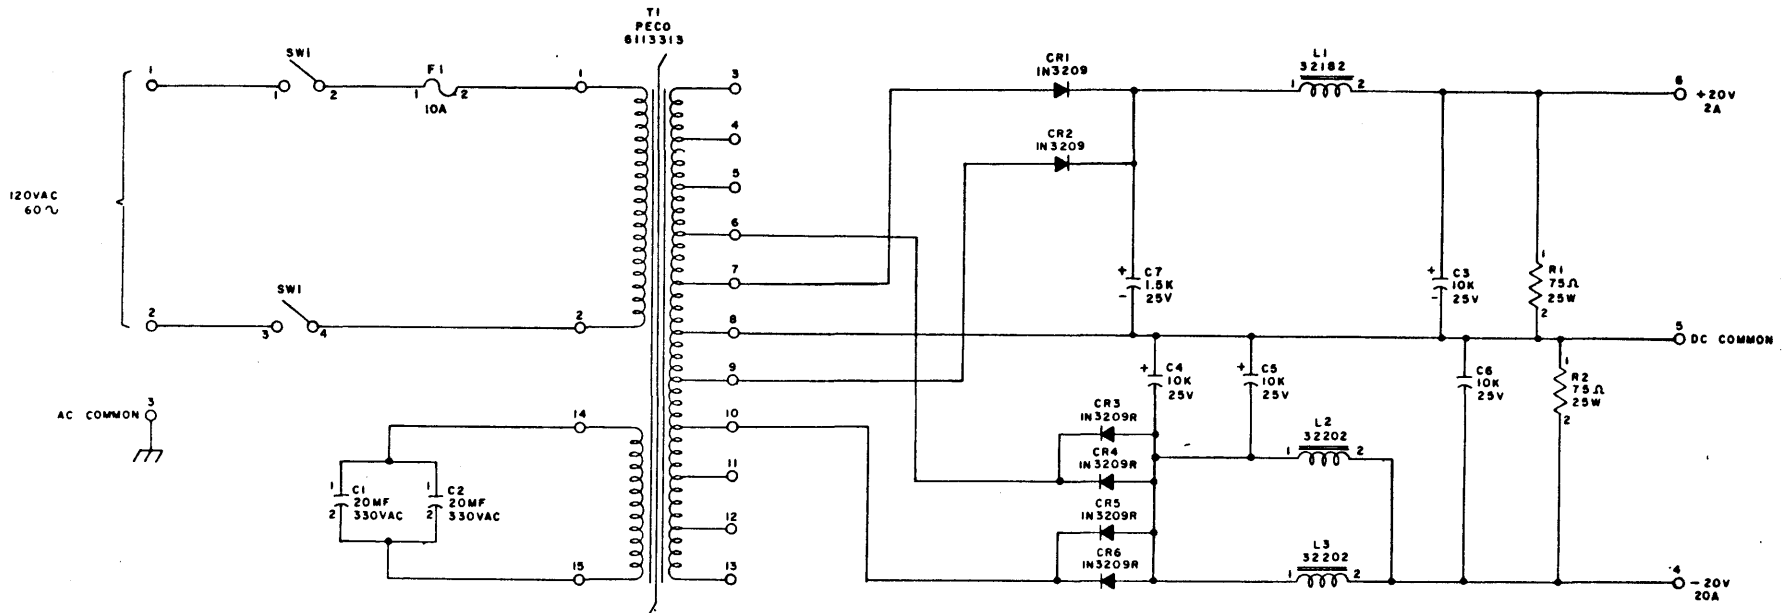 T1
PECO
6113313
SW1
1
2
F1
1
2
10A
1
1
120VAC
60∿
SW1
2
3
4
2
AC COMMON
3
14
15
1
C1
20MF
2
330VAC
1
C2
20MF
2
330VAC
3
4
5
6
7
8
9
10
11
12
13
CR1
1N3209
CR2
1N3209
L1
32182
1
2
6
+20V
2A
+
C7
1.5K
-
25V
+
C3
10K
-
25V
1
R1
75Ω
25W
2
5
DC COMMON
+
C4
10K
25V
+
C5
10K
25V
C6
10K
25V
1
R2
75Ω
25W
2
CR3
1N3209R
CR4
1N3209R
CR5
1N3209R
CR6
1N3209R
L2
32202
1
2
L3
32202
1
2
4
-20V
20A